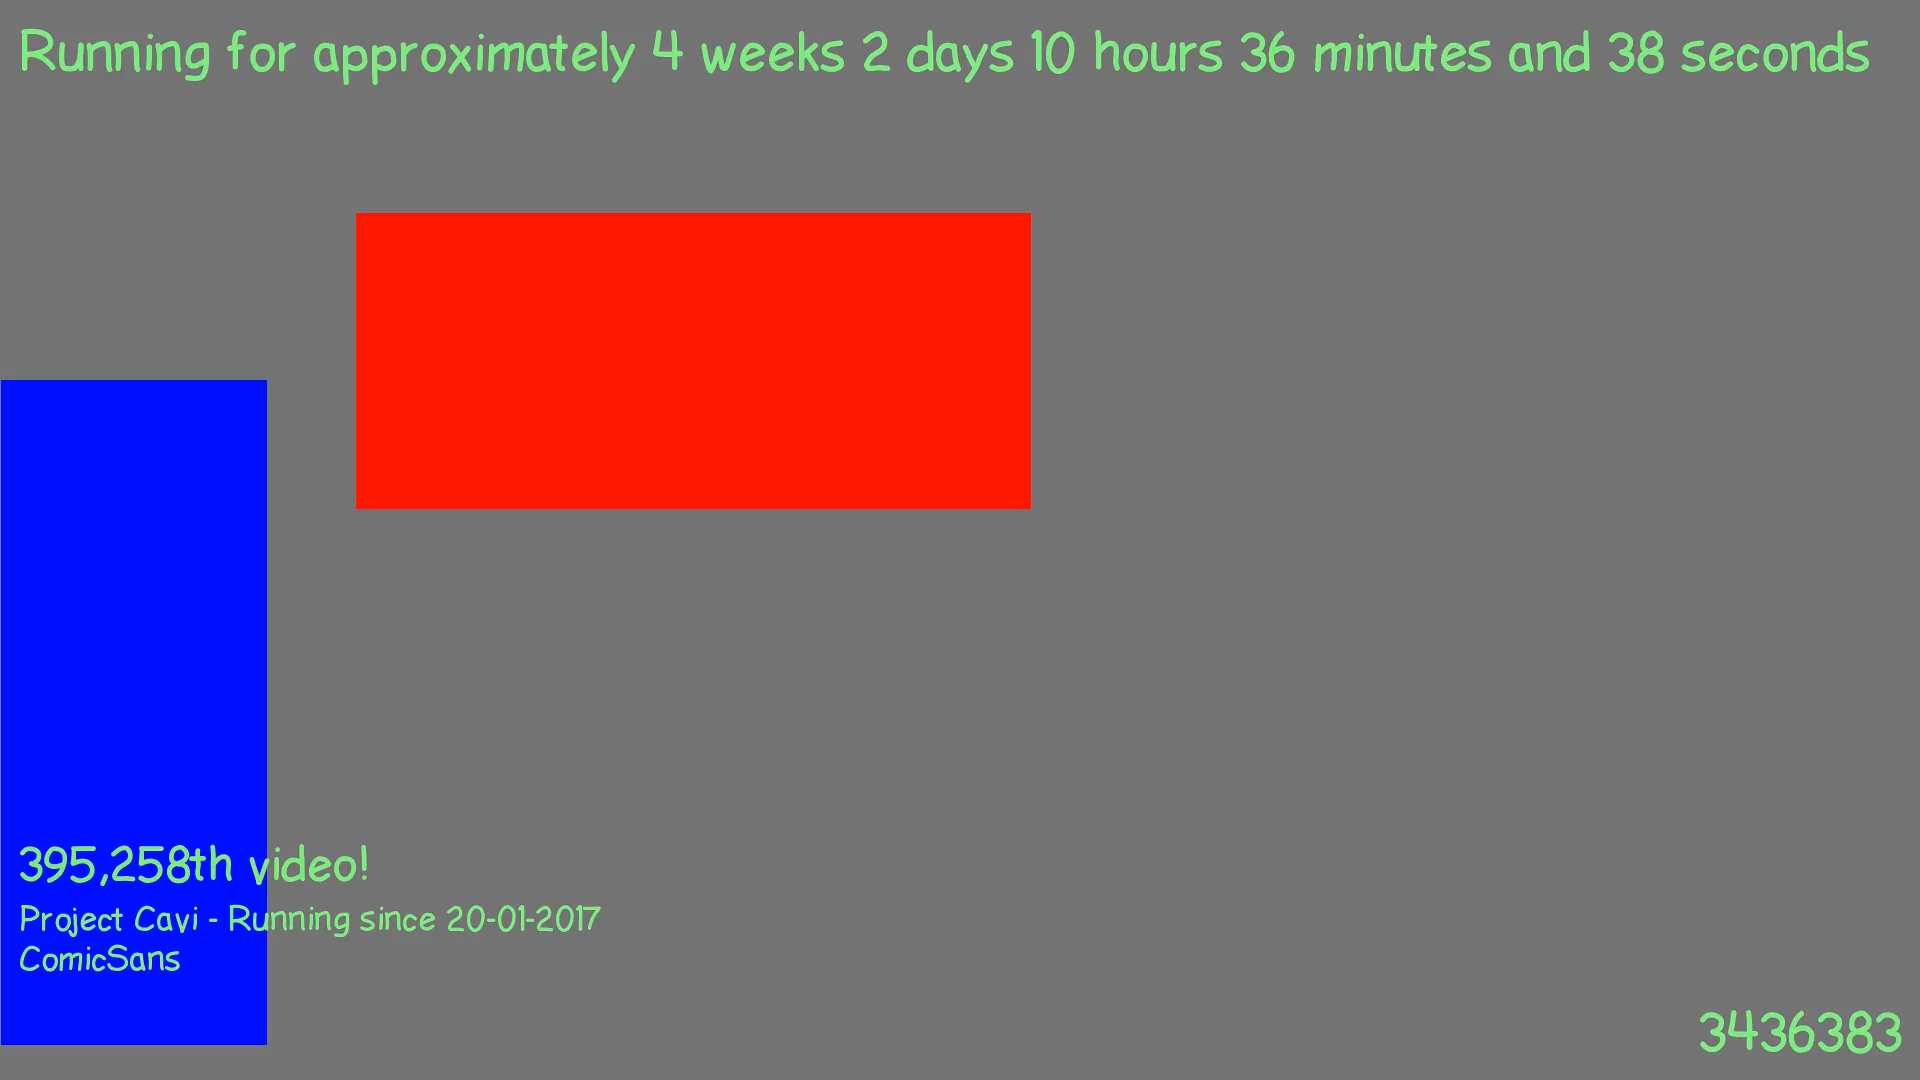 Running for approximately 4 weeks 2 days 10 hours 36 minutes and 38 seconds
395,258th video!
Project Cavi - Running since 20-01-2017
ComicSans
3436383